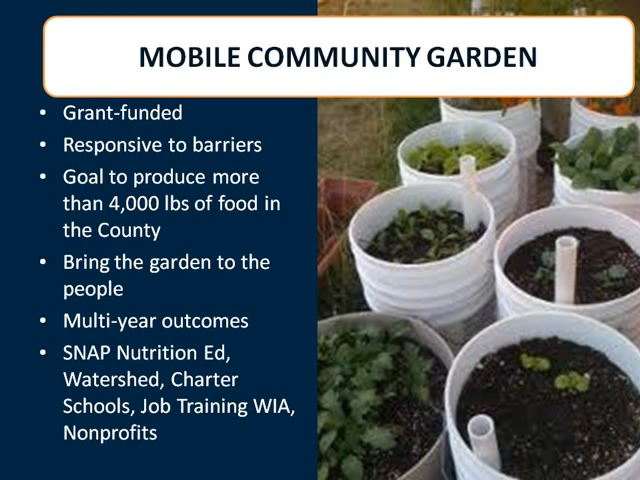 MOBILE COMMUNITY GARDEN
• Grant-funded
• Responsive to barriers
• Goal to produce more
than 4,000 lbs of food in
the County
• Bring the garden to the
people
• Multi-year outcomes
• SNAP Nutrition Ed,
Watershed, Charter
Schools, Job Training WIA,
Nonprofits